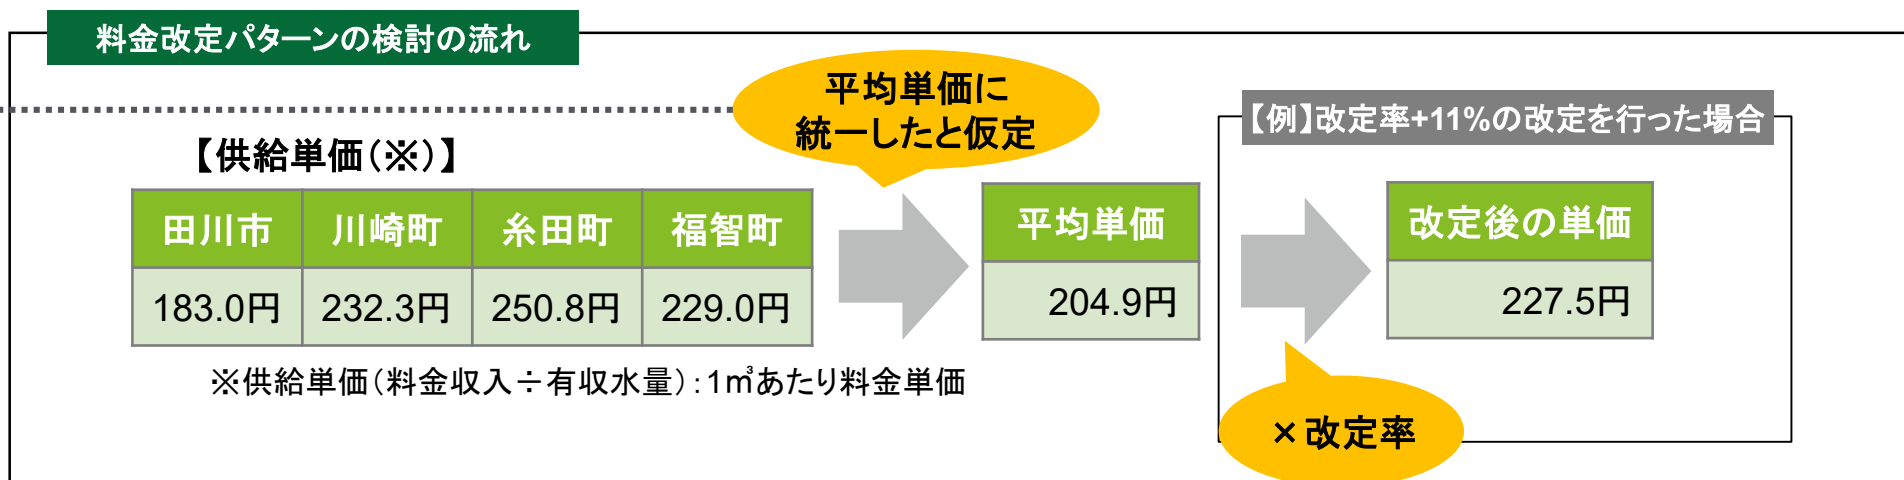 料金改定パターンの検討の流れ
平均単価に
統一したと仮定
【例】改定率+11%の改定を行った場合
【供給単価(※)】
田川市 川崎町 糸田町 福智町
183.0円 232.3円 250.8円 229.0円
平均単価
204.9円
改定後の単価
227.5円
※供給単価(料金収入÷有収水量):1㎥あたり料金単価
×改定率